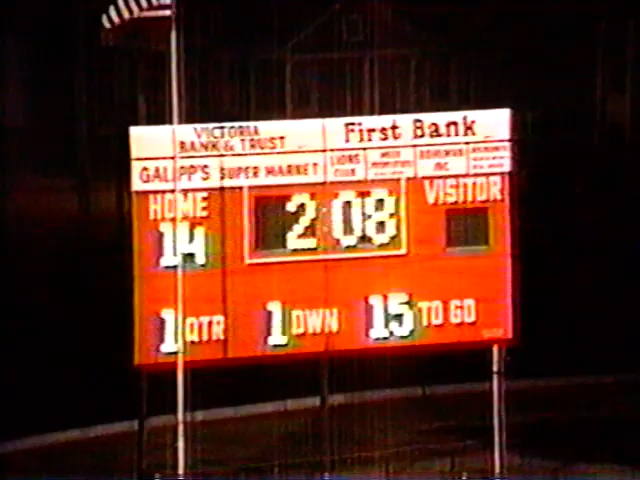 VICTORIA
BANK & TRUST
First Bank
GALIPP'S SUPER MARKET
LIONS
CLUB
HOME
2:08
VISITOR
14
1 QTR
1 DWN
15 TO GO